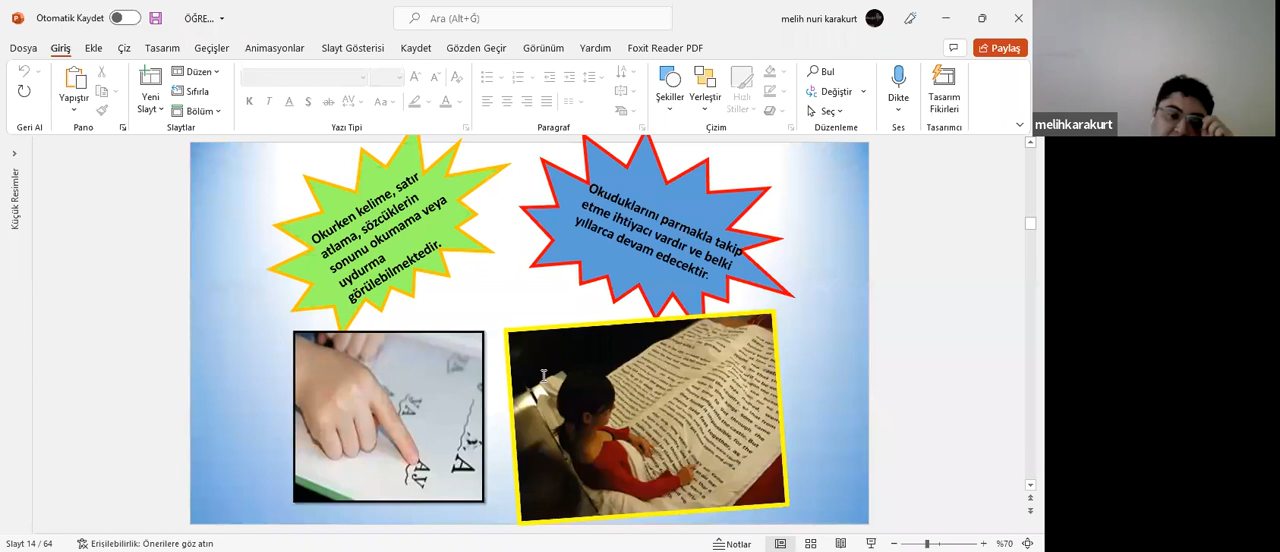 Otomatik Kaydet
ÖĞRE...
Ara (Alt+Ğ)
melih nuri karakurt
Dosya Giriş Ekle Çiz Tasarım Geçişler Animasyonlar Slayt Gösterisi Kaydet Gözden Geçir Görünüm Yardım Foxit Reader PDF
Paylaş
Yapıştır
Yeni
Slayt
Düzen
Sıfırla
Bölüm
K T A S ab AV Aa
Şekiller
Yerleştir
Hızlı
Stiller
Bul
Değiştir
Seç
Dikte
Tasarım
Fikirleri
Geri Al Pano Slaytlar Yazı Tipi Paragraf Çizim Düzenleme Ses Tasarımcı
melihkarakurt
Küçük Resimler
Okurken kelime, satır
atlama, sözcüklerin
sonunu okumama veya
uydurma
görülebilmektedir.
Okuduklarını parmakla takip
etme ihtiyacı vardır ve belki
yıllarca devam edecektir.
Ay
A
Slayt 14 / 64
Erişilebilirlik: Önerilere göz atın
Notlar
%70